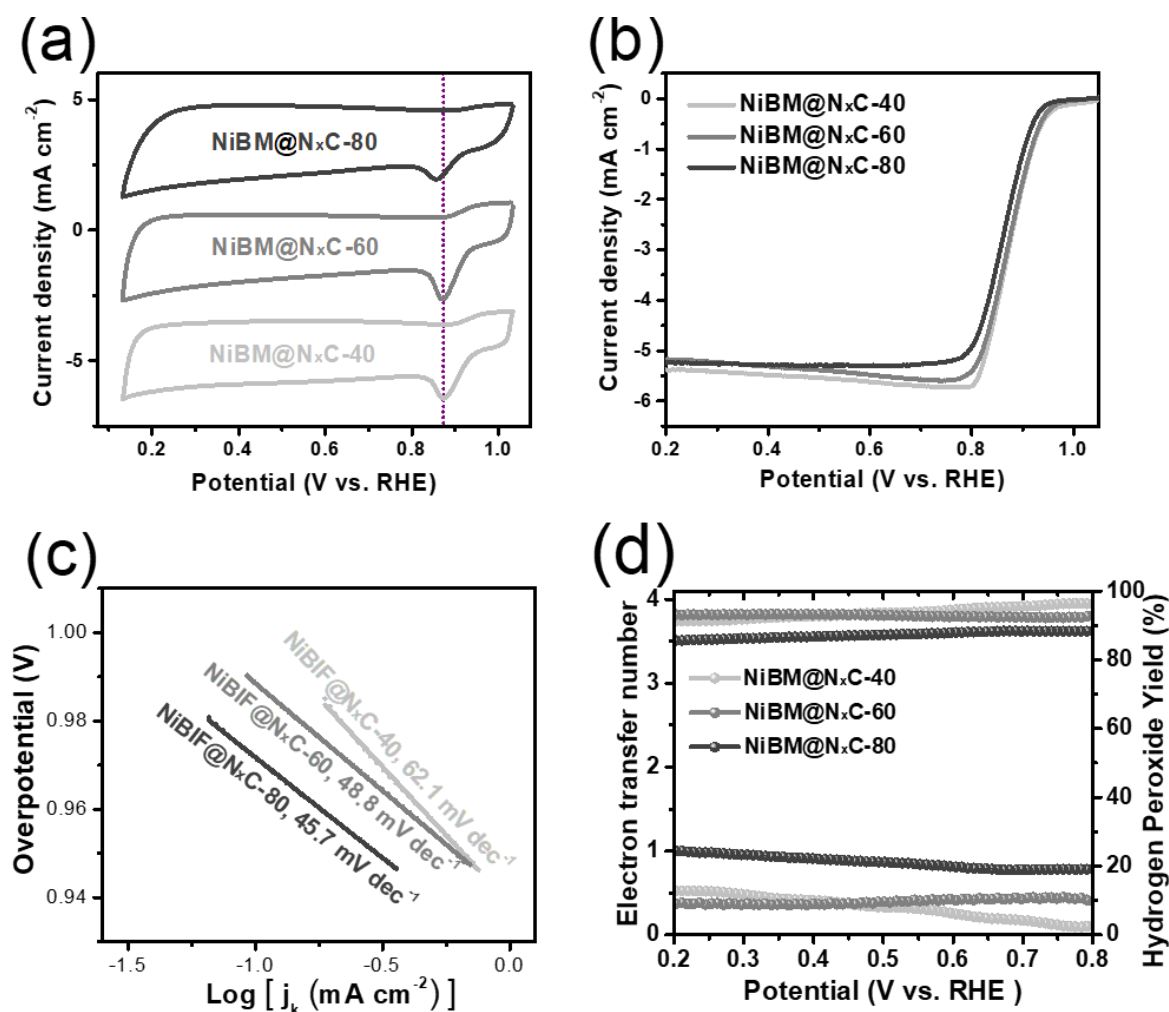 (a)
5
0
-5
Current density (mA cm⁻²)
NiBM@NₓC-80
NiBM@NₓC-60
NiBM@NₓC-40
0.2 0.4 0.6 0.8 1.0
Potential (V vs. RHE)
(b)
0
-1
-2
-3
-4
-5
-6
Current density (mA cm⁻²)
NiBM@NₓC-40
NiBM@NₓC-60
NiBM@NₓC-80
0.2 0.4 0.6 0.8 1.0
Potential (V vs. RHE)
(c)
1.00
0.98
0.96
0.94
Overpotential (V)
NiBIF@NₓC-40, 62.1 mV dec⁻¹
NiBIF@NₓC-60, 48.8 mV dec⁻¹
NiBIF@NₓC-80, 45.7 mV dec⁻¹
-1.5 -1.0 -0.5 0.0
Log [ jₖ (mA cm⁻²) ]
(d)
4
3
2
1
0
Electron transfer number
NiBM@NₓC-40
NiBM@NₓC-60
NiBM@NₓC-80
100
80
60
40
20
0
Hydrogen Peroxide Yield (%)
0.2 0.3 0.4 0.5 0.6 0.7 0.8
Potential (V vs. RHE )